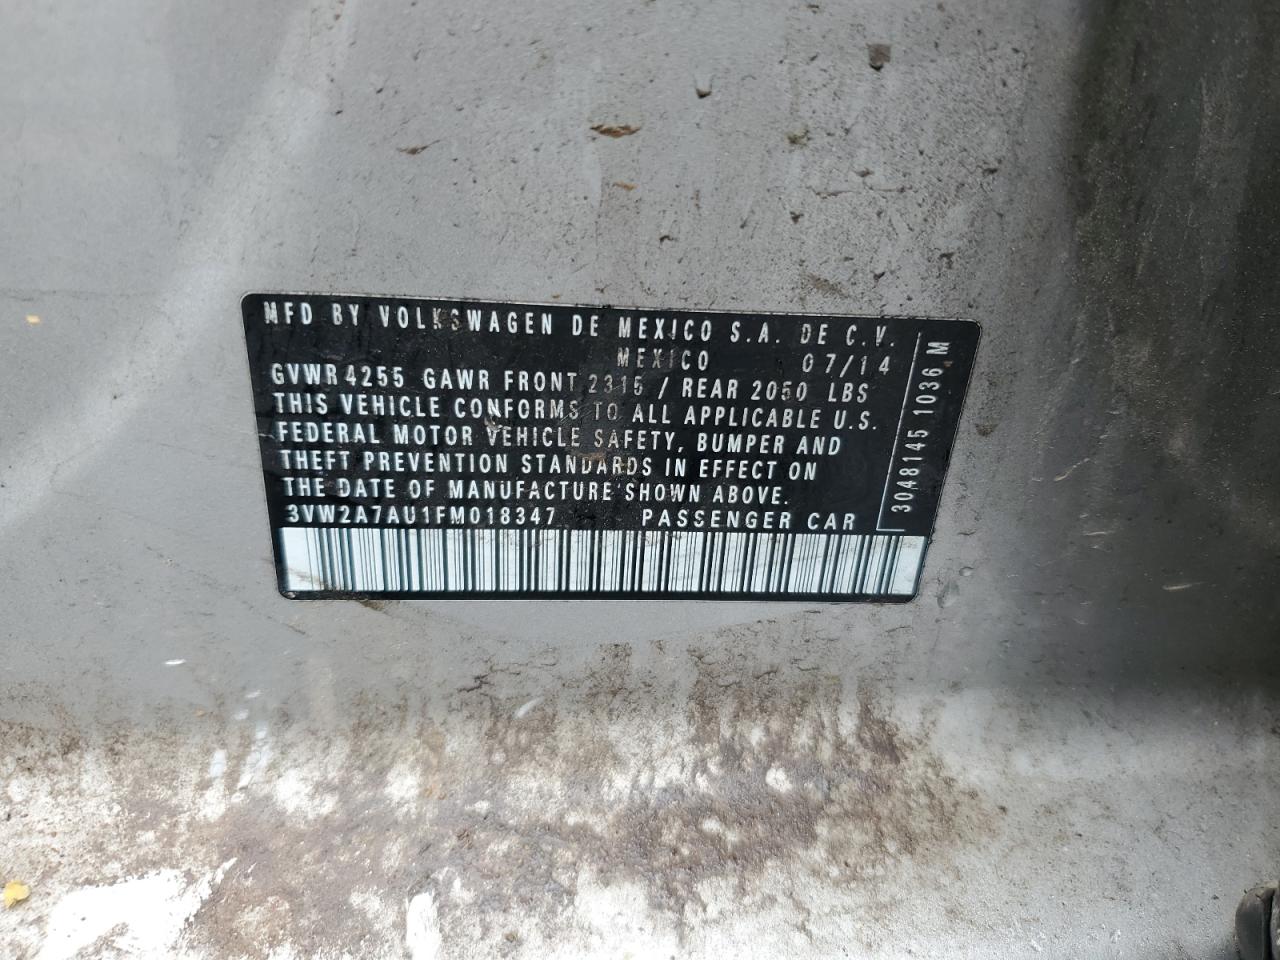 MFD BY VOLKSWAGEN DE MEXICO S.A. DE C.V.
MEXICO 07/14
GVWR 4255 GAWR FRONT 2315 / REAR 2050 LBS
THIS VEHICLE CONFORMS TO ALL APPLICABLE U.S.
FEDERAL MOTOR VEHICLE SAFETY, BUMPER AND
THEFT PREVENTION STANDARDS IN EFFECT ON
THE DATE OF MANUFACTURE SHOWN ABOVE.
3VW2A7AU1FM018347 PASSENGER CAR
3048145 1036 M